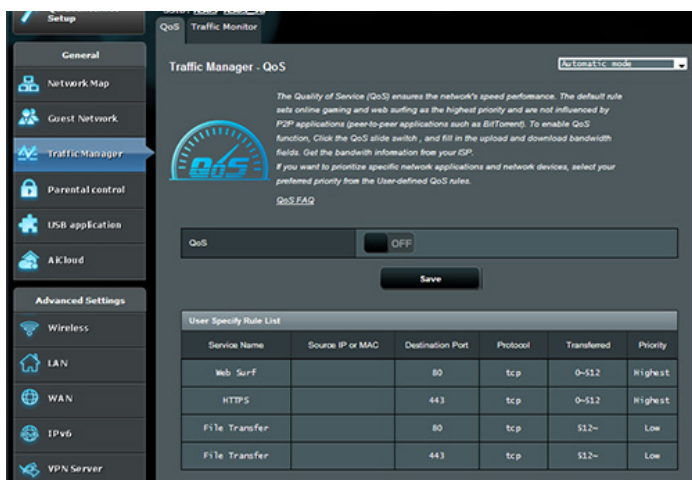 Setup
QoS Traffic Monitor
General
Network Map
Guest Network
Traffic Manager
Parental control
USB application
AiCloud
Advanced Settings
Wireless
LAN
WAN
IPv6
VPN Server
Traffic Manager - QoS
Automatic mode
The Quality of Service (QoS) ensures the network's speed performance. The default rule
sets online gaming and web surfing as the highest priority and are not influenced by
P2P applications (peer-to-peer applications such as BitTorrent). To enable QoS
function, Click the QoS slide switch , and fill in the upload and download bandwidth
fields. Get the bandwith information from your ISP.
f you want to prioritize specific network applications and network devices, select your
preferred priority from the User-defined QoS rules.
QoS FAQ
QoS
QoS OFF
Save
User Specify Rule List
Service Name Source IP or MAC Destination Port Protocol Transferred Priority
Web Surf 80 tcp 0~512 Highest
HTTPS 443 tcp 0~512 Highest
File Transfer 80 tcp 512~ Low
File Transfer 443 tcp 512~ Low